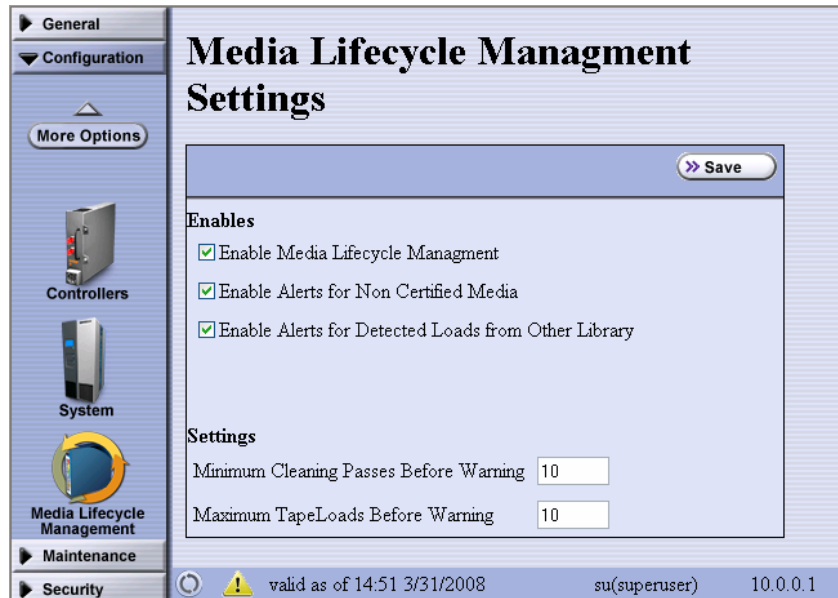 General
Configuration
More Options
Controllers
System
Media Lifecycle
Management
Maintenance
Security
Media Lifecycle Managment
Settings
Save
Enables
Enable Media Lifecycle Managment
Enable Alerts for Non Certified Media
Enable Alerts for Detected Loads from Other Library
Settings
Minimum Cleaning Passes Before Warning 10
Maximum TapeLoads Before Warning 10
valid as of 14:51 3/31/2008 su(superuser) 10.0.0.1